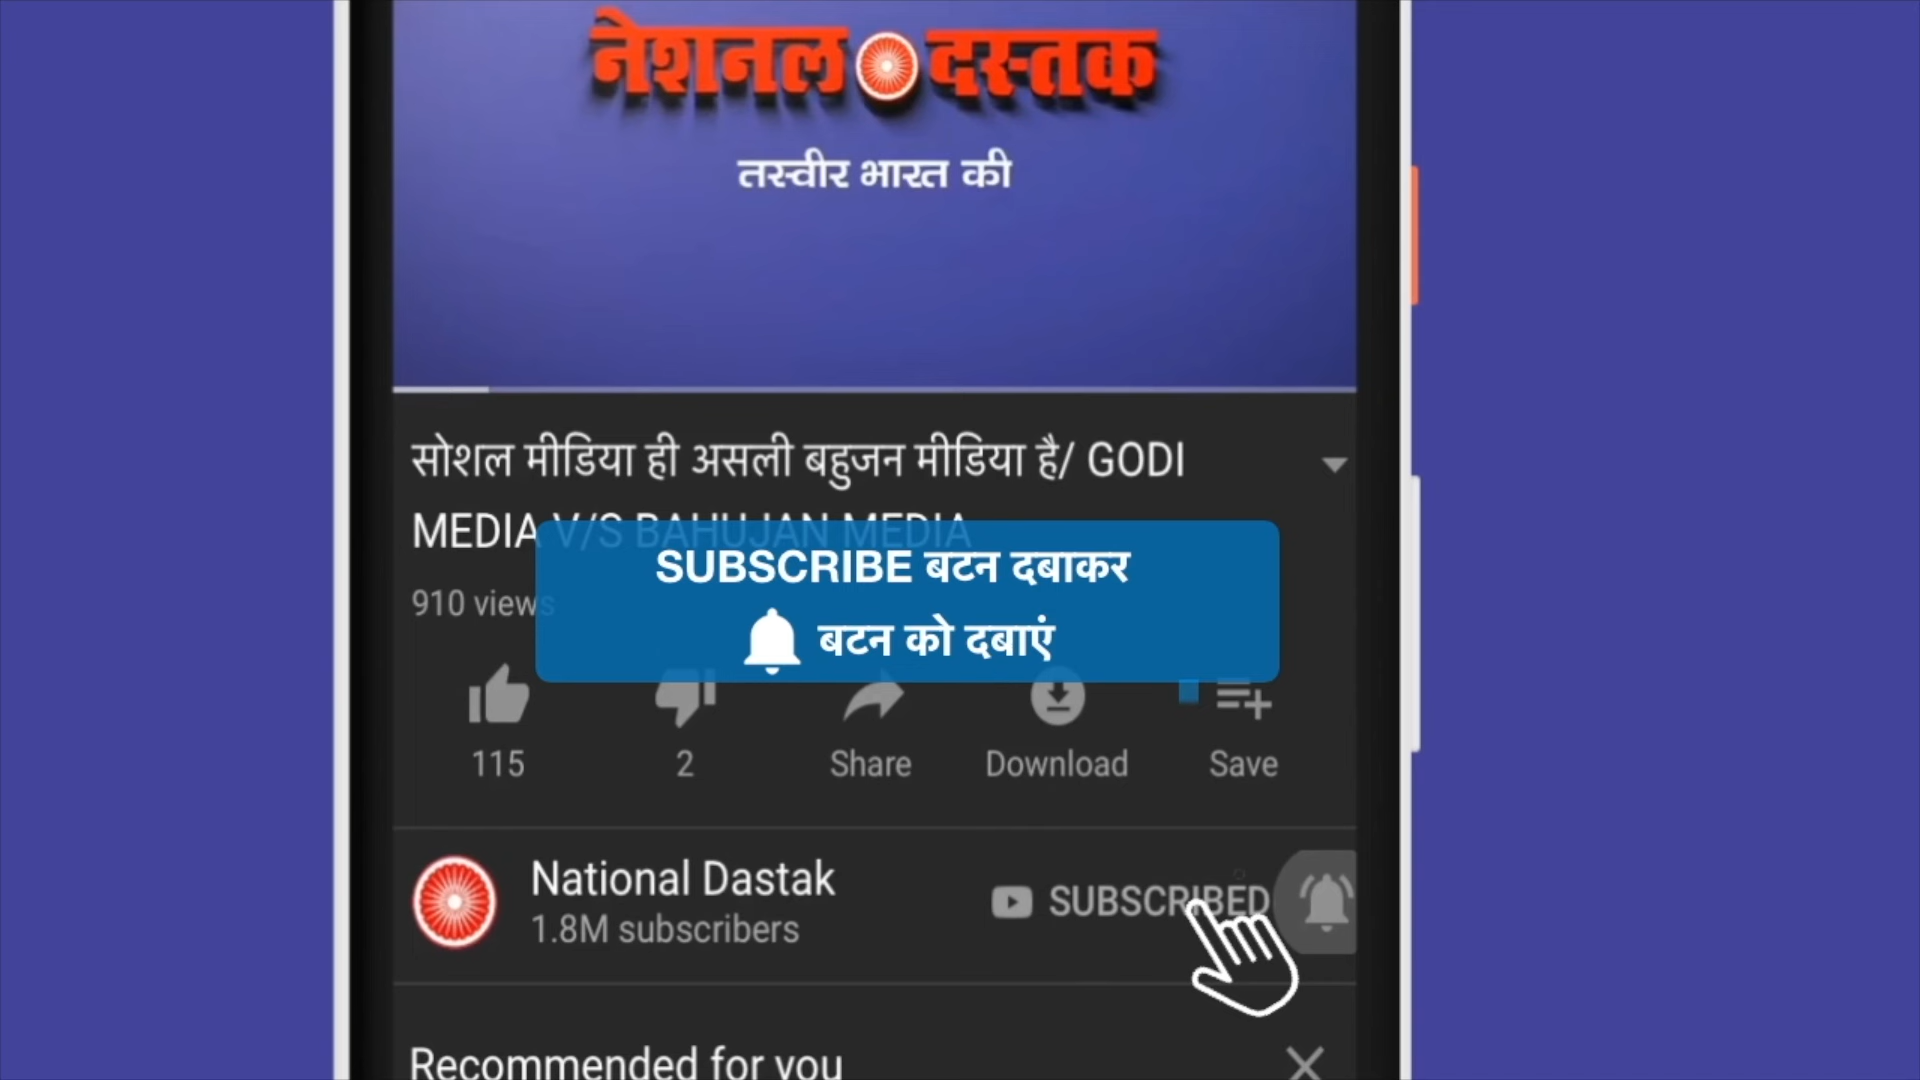 नेशनल दस्तक
तस्वीर भारत की
सोशल मीडिया ही असली बहुजन मीडिया है/ GODI
MEDIA V/S BAHUJAN MEDIA
SUBSCRIBE बटन दबाकर
बटन को दबाएं
910 views
115
2
Share
Download
Save
National Dastak
SUBSCRIBED
1.8M subscribers
Recommended for you